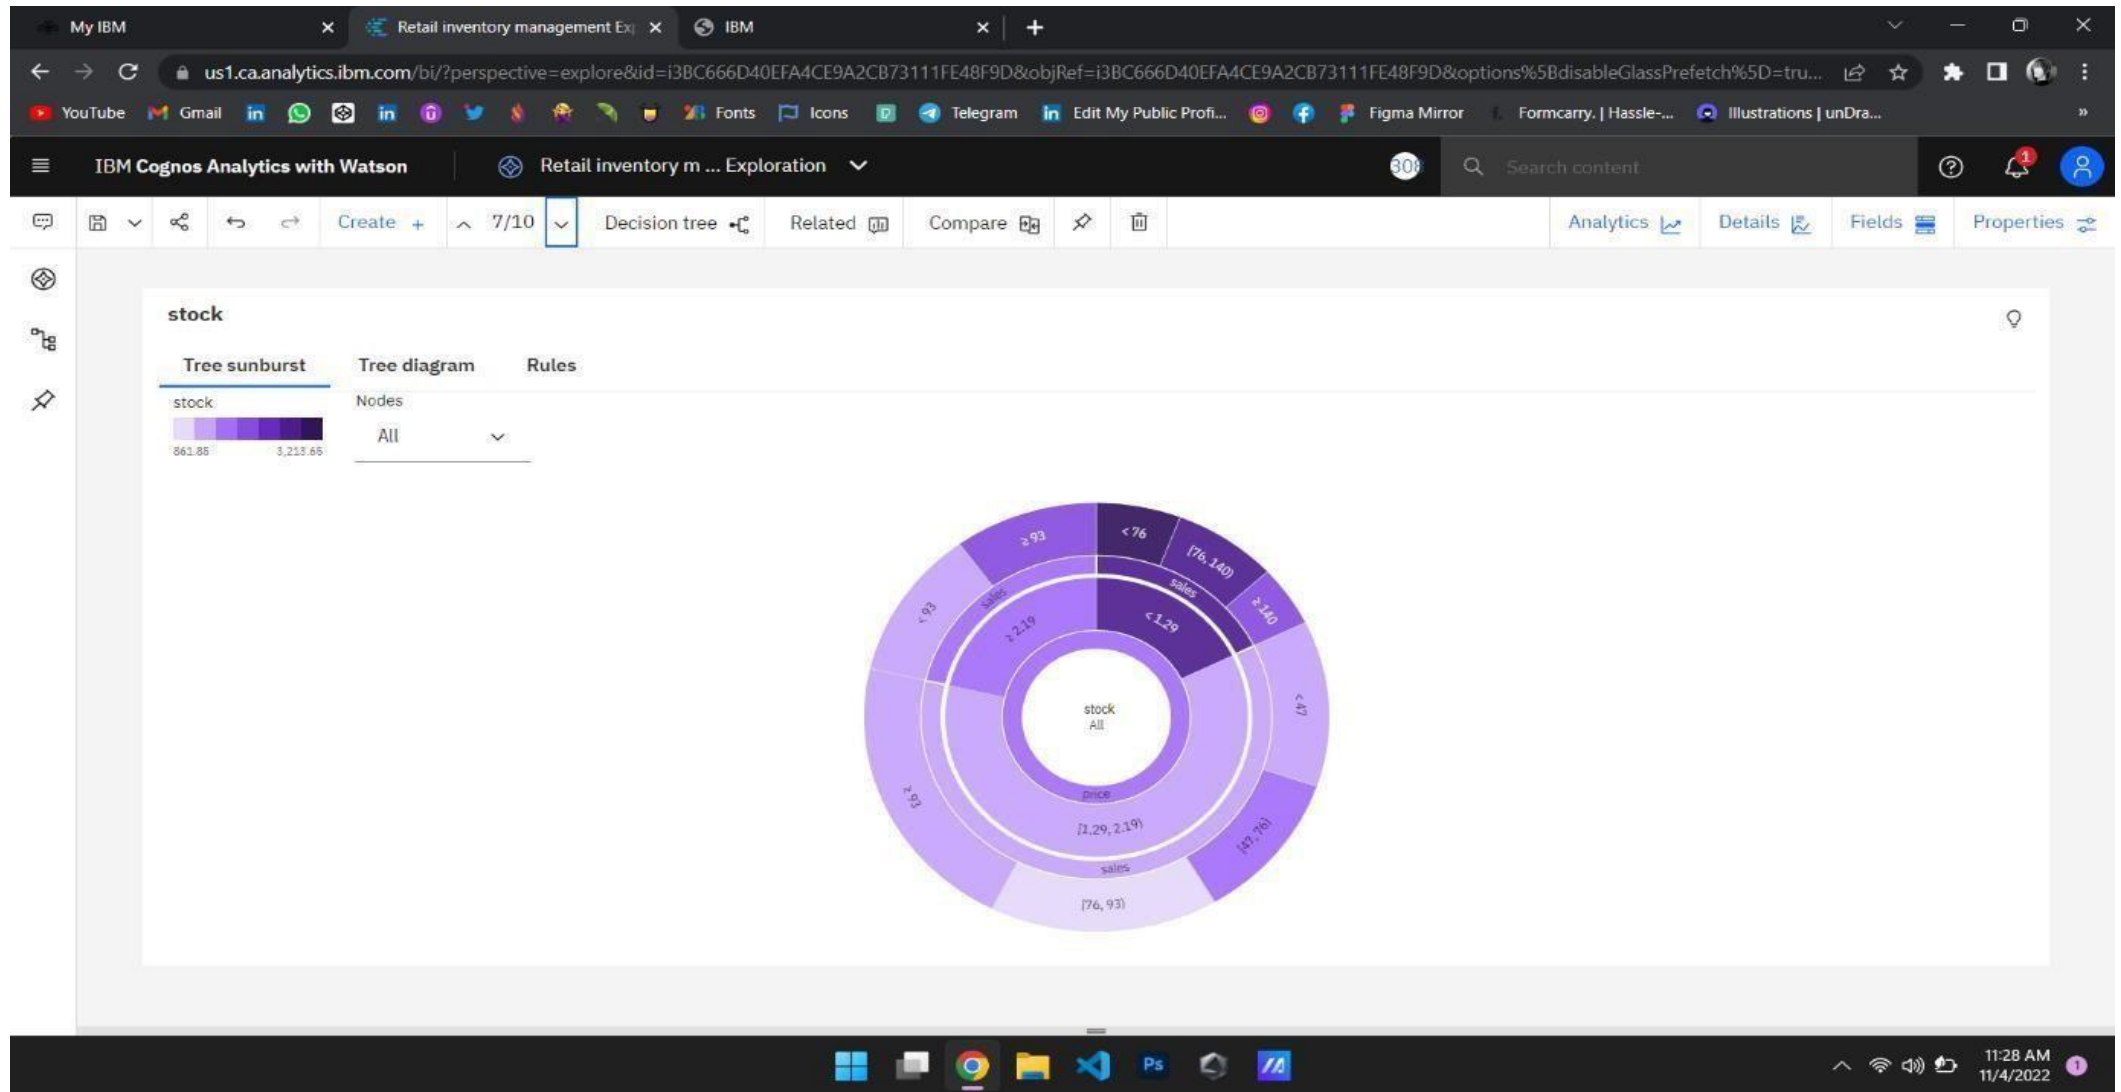 My IBM
Retail inventory management Exp
IBM
us1.ca.analytics.ibm.com/bi/?perspective=explore&id=i3BC666D40EFA4CE9A2CB73111FE48F9D&objRef=i3BC666D40EFA4CE9A2CB73111FE48F9D&options%5BdisableGlassPrefetch%5D=tru...
YouTube Gmail Fonts Icons Telegram Edit My Public Profi... Figma Mirror Formcarry. | Hassle-... Illustrations | unDra... »
IBM Cognos Analytics with Watson
Retail inventory m ... Exploration
308
Search content
1
Create +
7/10
Decision tree
Related
Compare
Analytics
Details
Fields
Properties
stock
Tree sunburst
Tree diagram
Rules
stock
861.85
3,213.65
Nodes
All
≥ 93
< 76
[76, 140)
≥ 140
sales
sales
< 93
≥ 2.19
< 1.29
stock
All
< 47
≥ 93
price
[1.29, 2.19)
[47, 76)
sales
[76, 93)
Ps
11:28 AM
11/4/2022
1